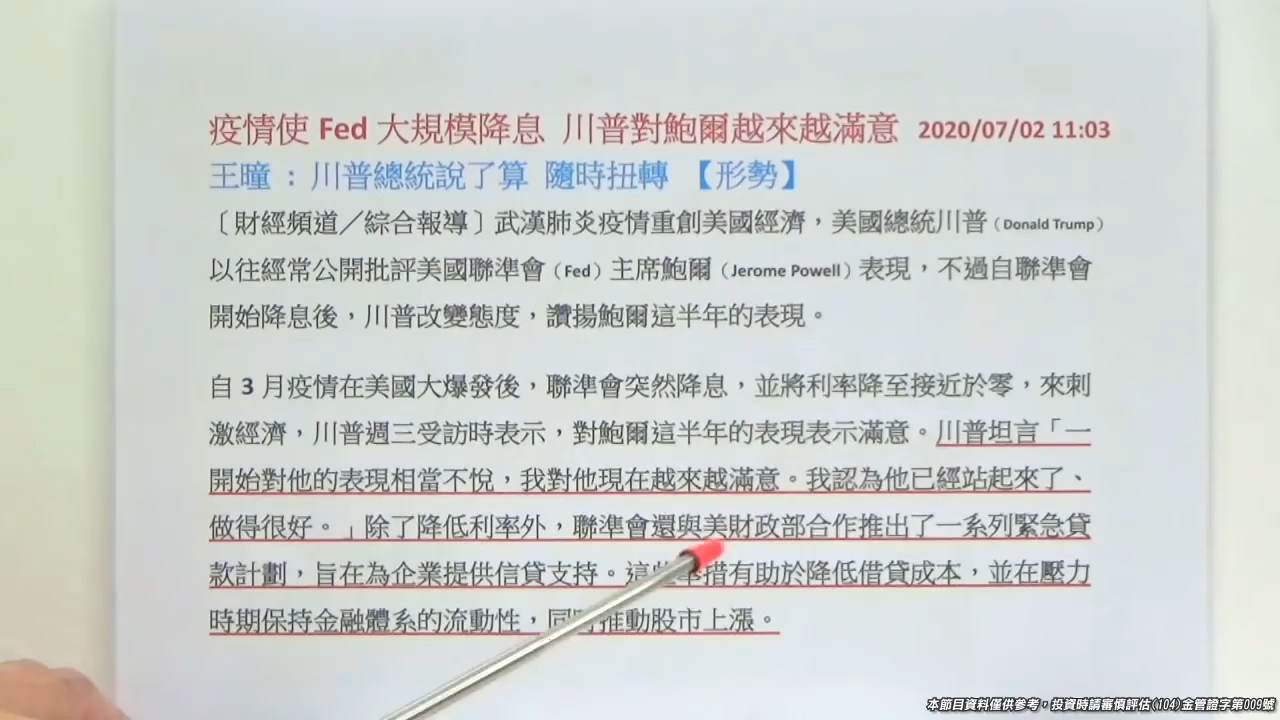 疫情使 Fed 大規模降息 川普對鮑爾越來越滿意 2020/07/02 11:03
王曈：川普總統說了算 隨時扭轉 【形勢】
〔財經頻道／綜合報導〕武漢肺炎疫情重創美國經濟，美國總統川普（Donald Trump）
以往經常公開批評美國聯準會（Fed）主席鮑爾（Jerome Powell）表現，不過自聯準會
開始降息後，川普改變態度，讚揚鮑爾這半年的表現。
自 3 月疫情在美國大爆發後，聯準會突然降息，並將利率降至接近於零，來刺
激經濟，川普週三受訪時表示，對鮑爾這半年的表現表示滿意。川普坦言「一
開始對他的表現相當不悅，我對他現在越來越滿意。我認為他已經站起來了、
做得很好。」除了降低利率外，聯準會還與美財政部合作推出了一系列緊急貸
款計劃，旨在為企業提供信貸支持。這些舉措有助於降低借貸成本，並在壓力
時期保持金融體系的流動性，同時推動股市上漲。
本節目資料僅供參考，投資時請審慎評估(104)金管證字第009號